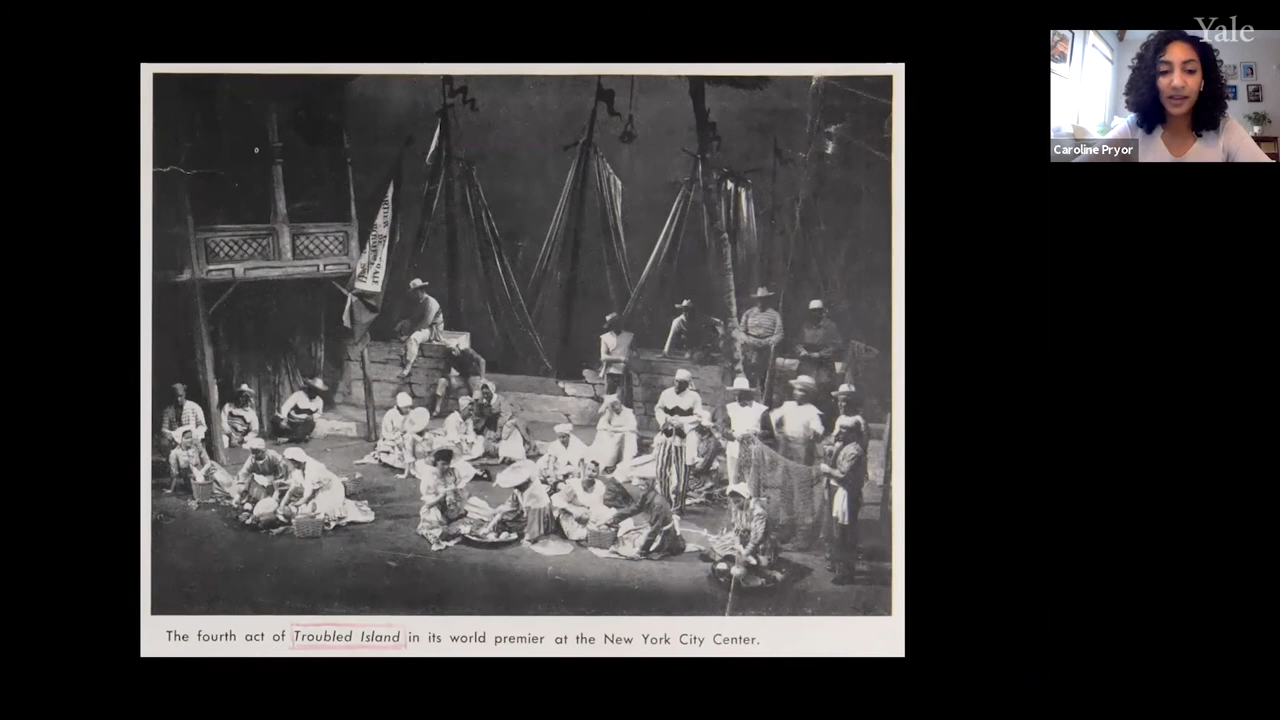 Yale
Caroline Pryor
The fourth act of Troubled Island in its world premier at the New York City Center.